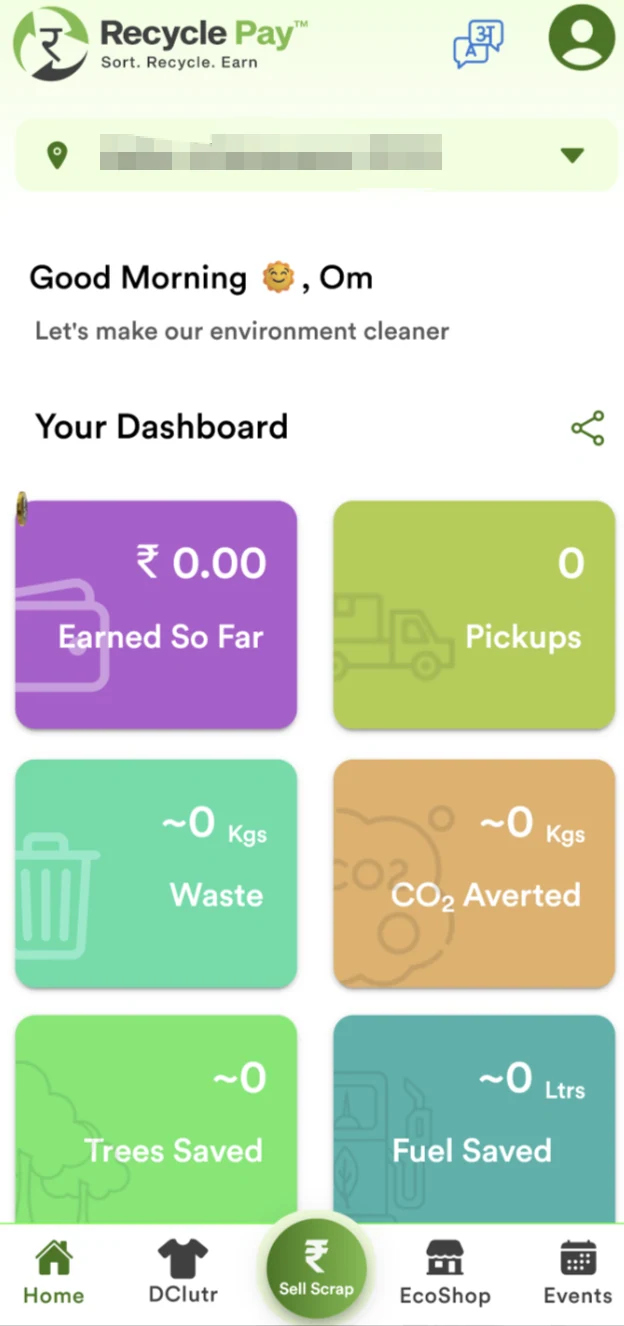 Recycle Pay™
Sort. Recycle. Earn
Good Morning 🌞, Om
Let's make our environment cleaner
Your Dashboard
₹ 0.00
Earned So Far
0
Pickups
~0 Kgs
Waste
CO2
~0 Kgs
CO₂ Averted
~0
Trees Saved
~0 Ltrs
Fuel Saved
Home
DClutr
₹
Sell Scrap
EcoShop
Events